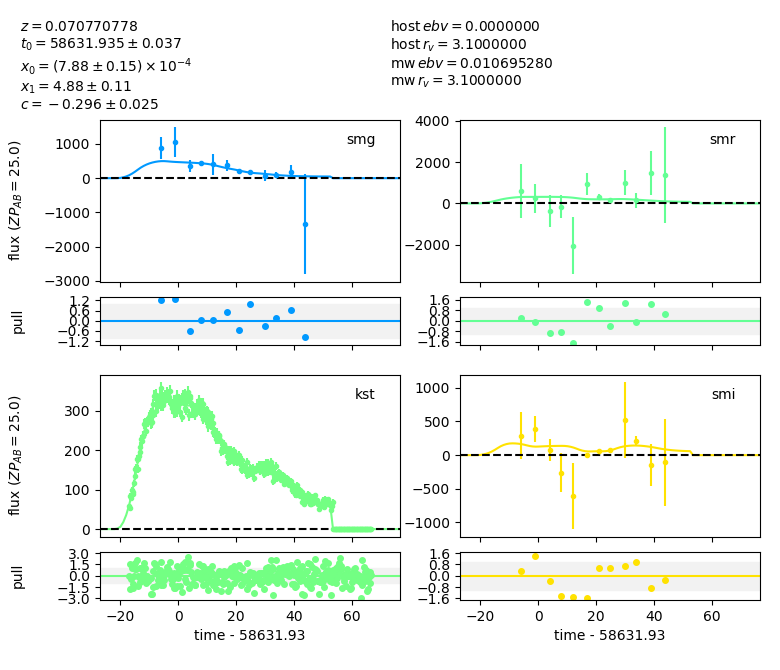 z = 0.070770778
t0 = 58631.935 ± 0.037
x0 = (7.88 ± 0.15) × 10^−4
x1 = 4.88 ± 0.11
c = −0.296 ± 0.025
host ebv = 0.0000000
host r_v = 3.1000000
mw ebv = 0.010695280
mw r_v = 3.1000000
smg
flux (ZP_AB = 25.0)
1000
0
−1000
−2000
−3000
smr
4000
2000
0
−2000
pull
1.2
0.6
0.0
−0.6
−1.2
1.6
0.8
0.0
−0.8
−1.6
kst
flux (ZP_AB = 25.0)
300
200
100
0
smi
1000
500
0
−500
−1000
pull
3.0
1.5
0.0
−1.5
−3.0
1.6
0.8
0.0
−0.8
−1.6
−20 0 20 40 60
time - 58631.93
−20 0 20 40 60
time - 58631.93